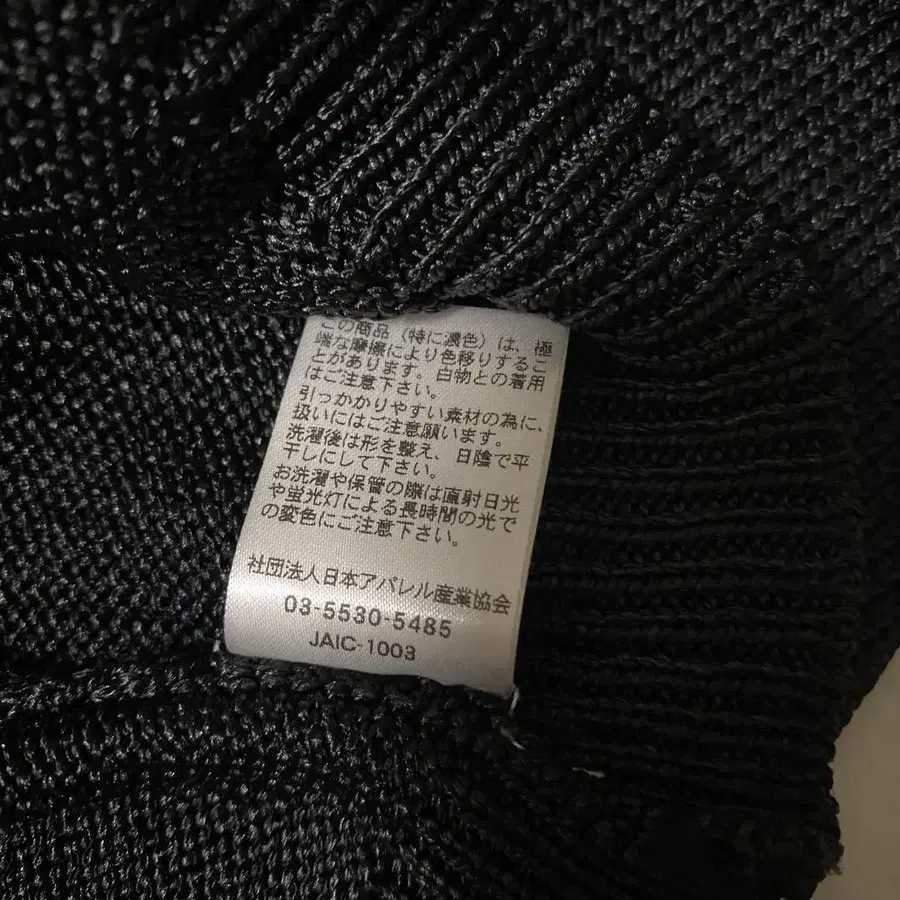 この商品（特に濃色）は、極
端な摩擦により色移りするこ
とがあります。白物との着用
はご注意下さい。
引っかかりやすい素材の為に、
扱いにはご注意願います。
洗濯後は形を整え、日陰で平
干しにして下さい。
お洗濯や保管の際は直射日光
や蛍光灯による長時間の光で
の変色にご注意下さい。
社団法人日本アパレル産業協会
03-5530-5485
JAIC-1003